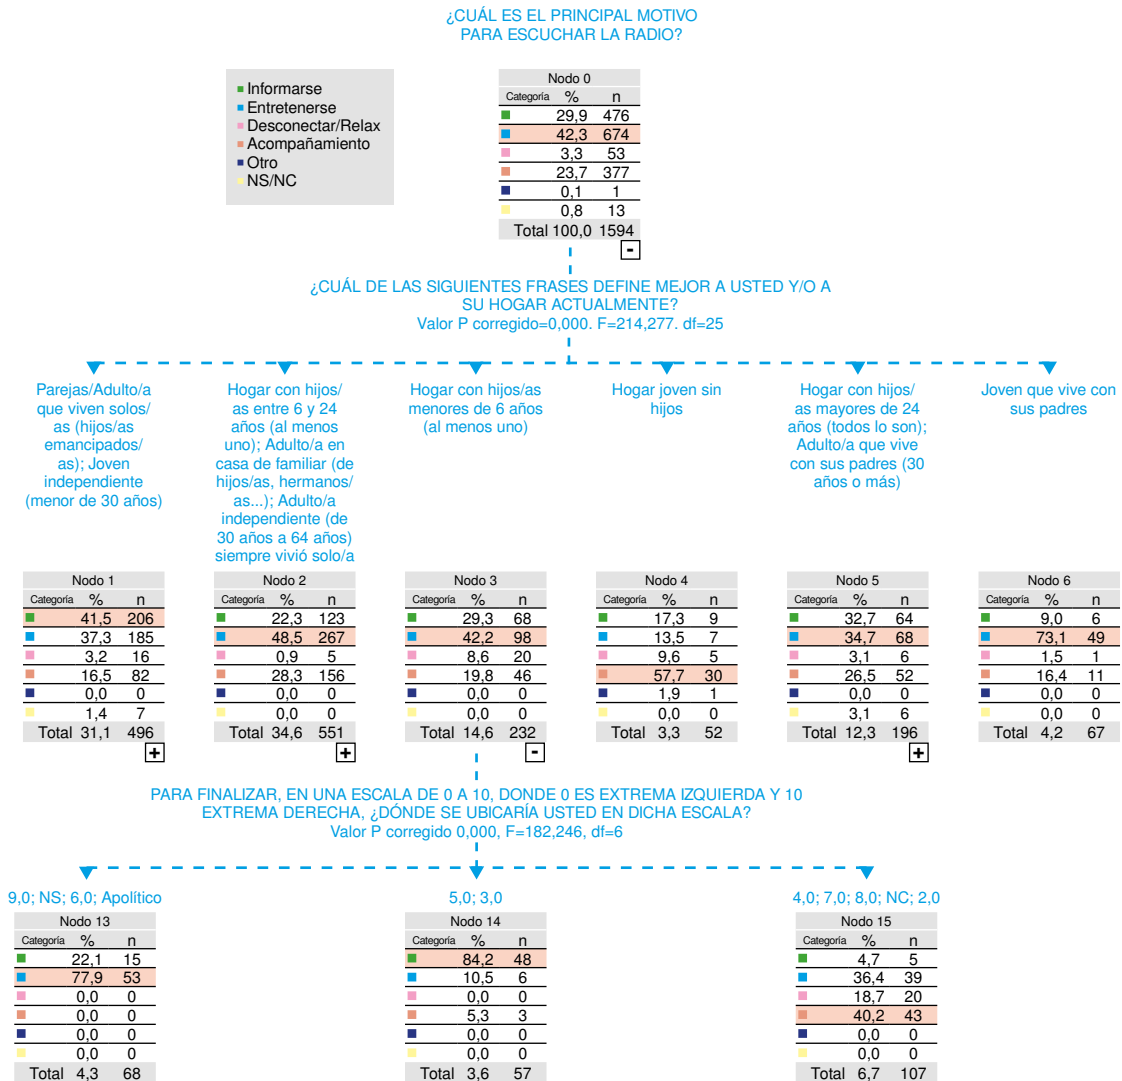 ¿CUÁL ES EL PRINCIPAL MOTIVO
PARA ESCUCHAR LA RADIO?
Informarse
Entretenerse
Desconectar/Relax
Acompañamiento
Otro
NS/NC
Nodo 0
Categoría % n
29,9 476
42,3 674
3,3 53
23,7 377
0,1 1
0,8 13
Total 100,0 1594
-
¿CUÁL DE LAS SIGUIENTES FRASES DEFINE MEJOR A USTED Y/O A
SU HOGAR ACTUALMENTE?
Valor P corregido=0,000. F=214,277. df=25
Parejas/Adulto/a
que viven solos/
as (hijos/as
emancipados/
as); Joven
independiente
(menor de 30 años)
Nodo 1
Categoría % n
41,5 206
37,3 185
3,2 16
16,5 82
0,0 0
1,4 7
Total 31,1 496
+
Hogar con hijos/
as entre 6 y 24
años (al menos
uno); Adulto/a en
casa de familiar (de
hijos/as, hermanos/
as...); Adulto/a
independiente (de
30 años a 64 años)
siempre vivió solo/a
Nodo 2
Categoría % n
22,3 123
48,5 267
0,9 5
28,3 156
0,0 0
0,0 0
Total 34,6 551
+
Hogar con hijos/as
menores de 6 años
(al menos uno)
Nodo 3
Categoría % n
29,3 68
42,2 98
8,6 20
19,8 46
0,0 0
0,0 0
Total 14,6 232
-
Hogar joven sin
hijos
Nodo 4
Categoría % n
17,3 9
13,5 7
9,6 5
57,7 30
1,9 1
0,0 0
Total 3,3 52
Hogar con hijos/
as mayores de 24
años (todos lo son);
Adulto/a que vive
con sus padres (30
años o más)
Nodo 5
Categoría % n
32,7 64
34,7 68
3,1 6
26,5 52
0,0 0
3,1 6
Total 12,3 196
+
Joven que vive con
sus padres
Nodo 6
Categoría % n
9,0 6
73,1 49
1,5 1
16,4 11
0,0 0
0,0 0
Total 4,2 67
PARA FINALIZAR, EN UNA ESCALA DE 0 A 10, DONDE 0 ES EXTREMA IZQUIERDA Y 10
EXTREMA DERECHA, ¿DÓNDE SE UBICARÍA USTED EN DICHA ESCALA?
Valor P corregido 0,000, F=182,246, df=6
9,0; NS; 6,0; Apolítico
Nodo 13
Categoría % n
22,1 15
77,9 53
0,0 0
0,0 0
0,0 0
0,0 0
Total 4,3 68
5,0; 3,0
Nodo 14
Categoría % n
84,2 48
10,5 6
0,0 0
5,3 3
0,0 0
0,0 0
Total 3,6 57
4,0; 7,0; 8,0; NC; 2,0
Nodo 15
Categoría % n
4,7 5
36,4 39
18,7 20
40,2 43
0,0 0
0,0 0
Total 6,7 107